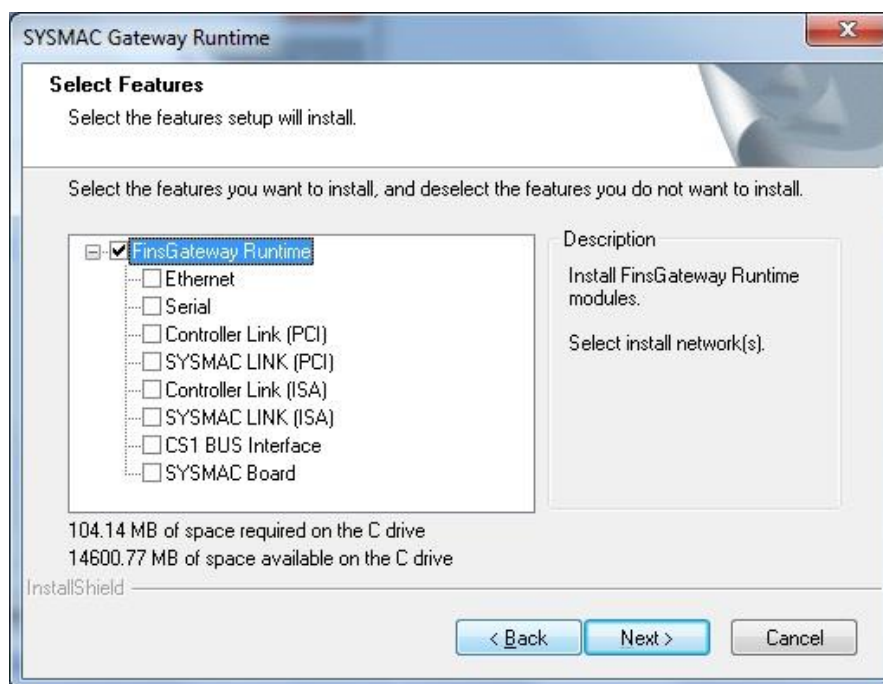 SYSMAC Gateway Runtime
Select Features
Select the features setup will install.
Select the features you want to install, and deselect the features you do not want to install.
FinsGateway Runtime
Ethernet
Serial
Controller Link (PCI)
SYSMAC LINK (PCI)
Controller Link (ISA)
SYSMAC LINK (ISA)
CS1 BUS Interface
SYSMAC Board
Description
Install FinsGateway Runtime
modules.
Select install network(s).
104.14 MB of space required on the C drive
14600.77 MB of space available on the C drive
InstallShield
< Back
Next >
Cancel